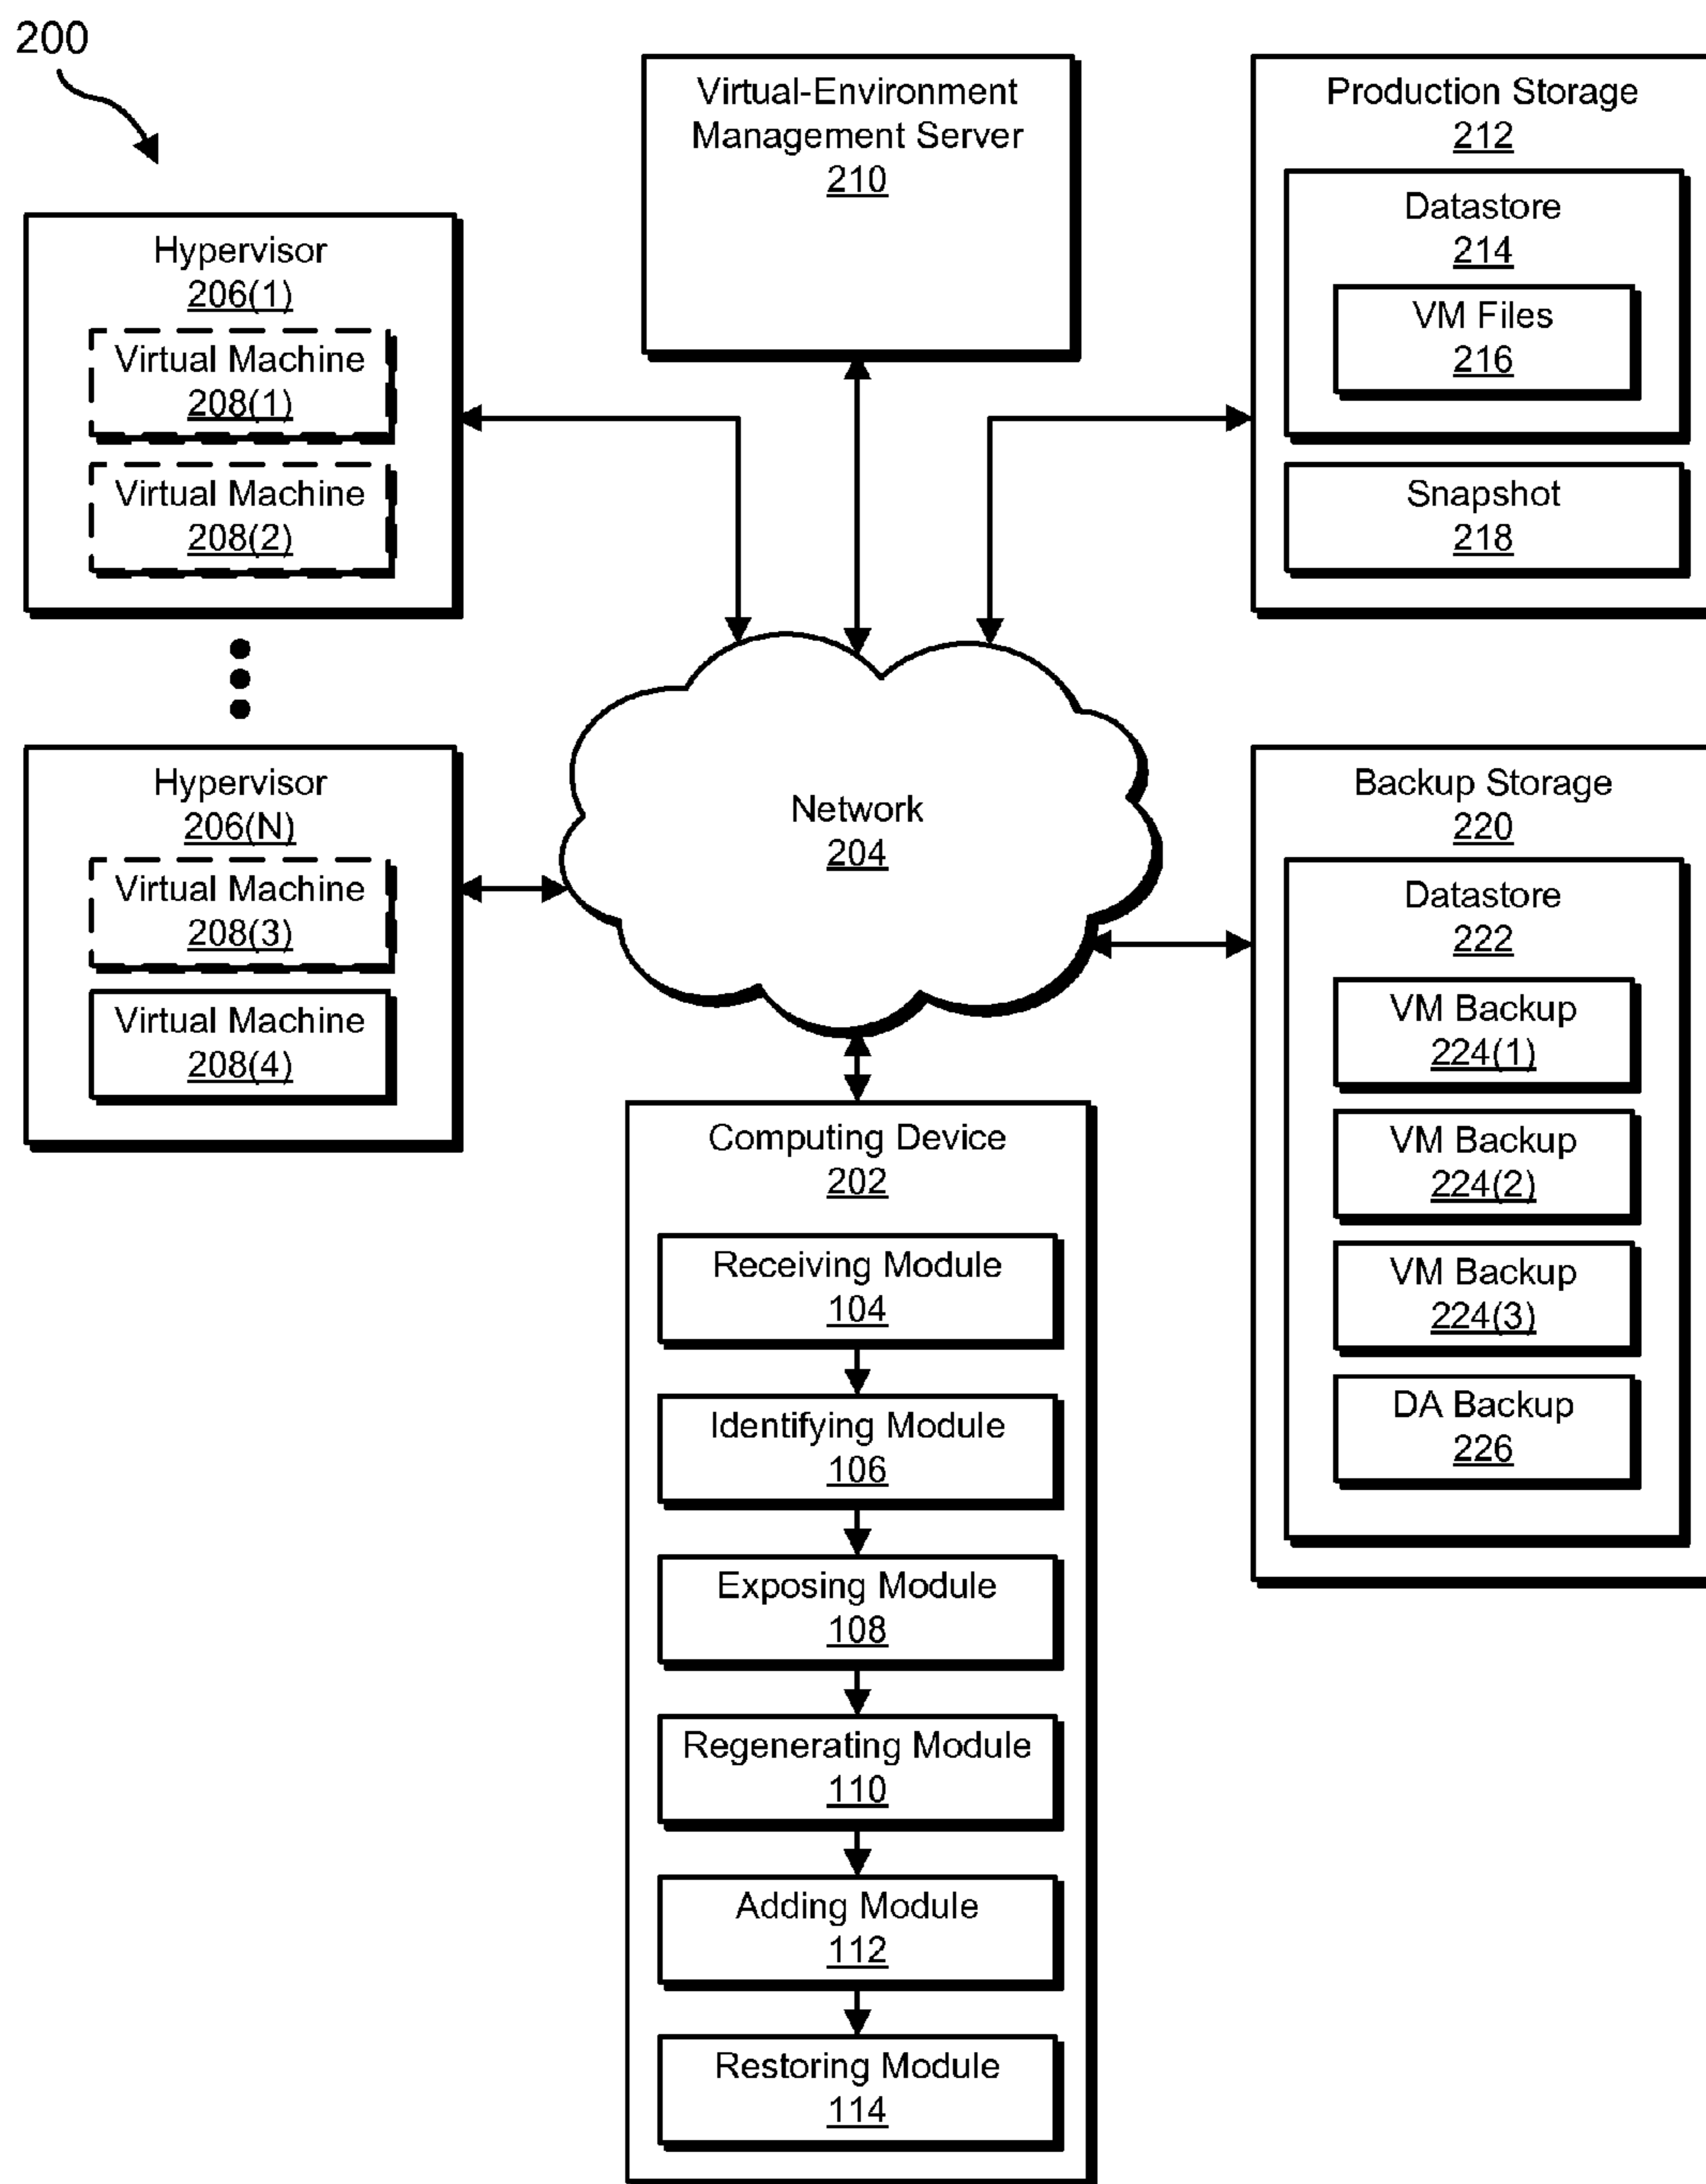 200
Virtual-Environment
Management Server
210
Production Storage
212
Datastore
214
VM Files
216
Snapshot
218
Hypervisor
206(1)
Virtual Machine
208(1)
Virtual Machine
208(2)
Hypervisor
206(N)
Virtual Machine
208(3)
Virtual Machine
208(4)
Network
204
Backup Storage
220
Datastore
222
VM Backup
224(1)
VM Backup
224(2)
VM Backup
224(3)
DA Backup
226
Computing Device
202
Receiving Module
104
Identifying Module
106
Exposing Module
108
Regenerating Module
110
Adding Module
112
Restoring Module
114